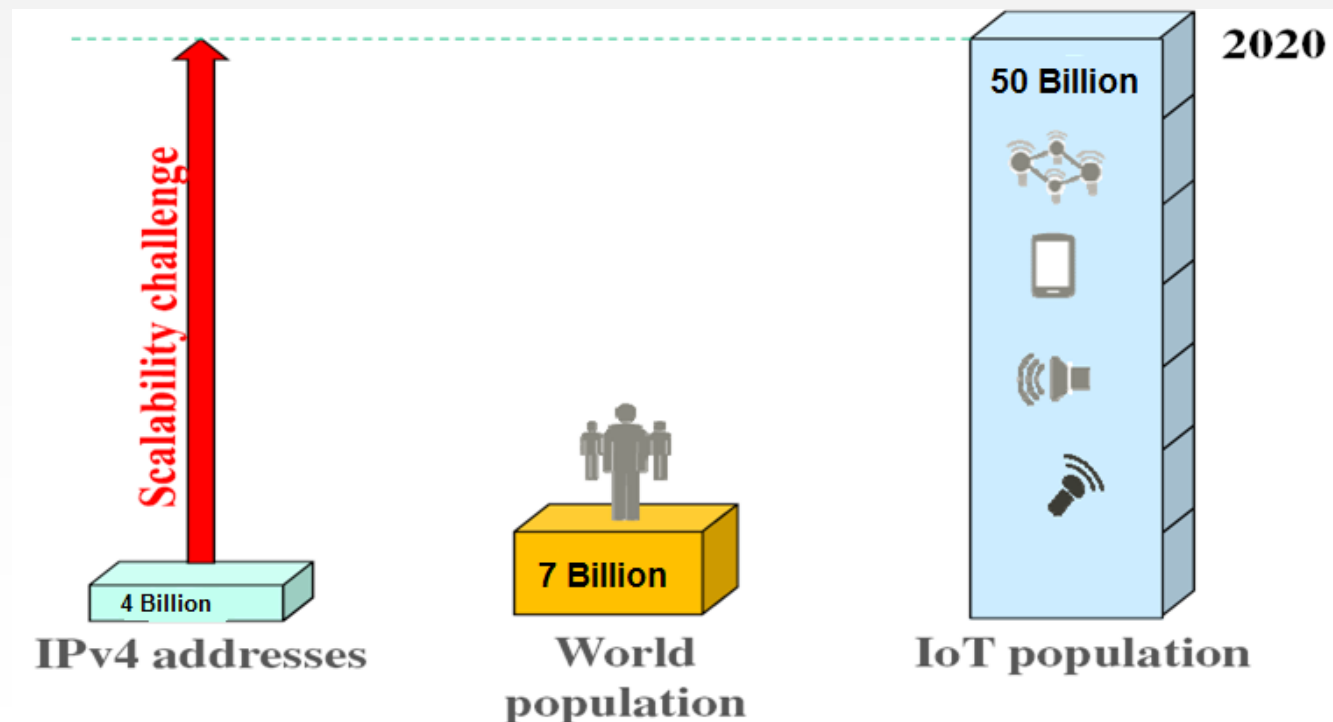 2020
50 Billion
Scalability challenge
7 Billion
4 Billion
IPv4 addresses
World
population
IoT population